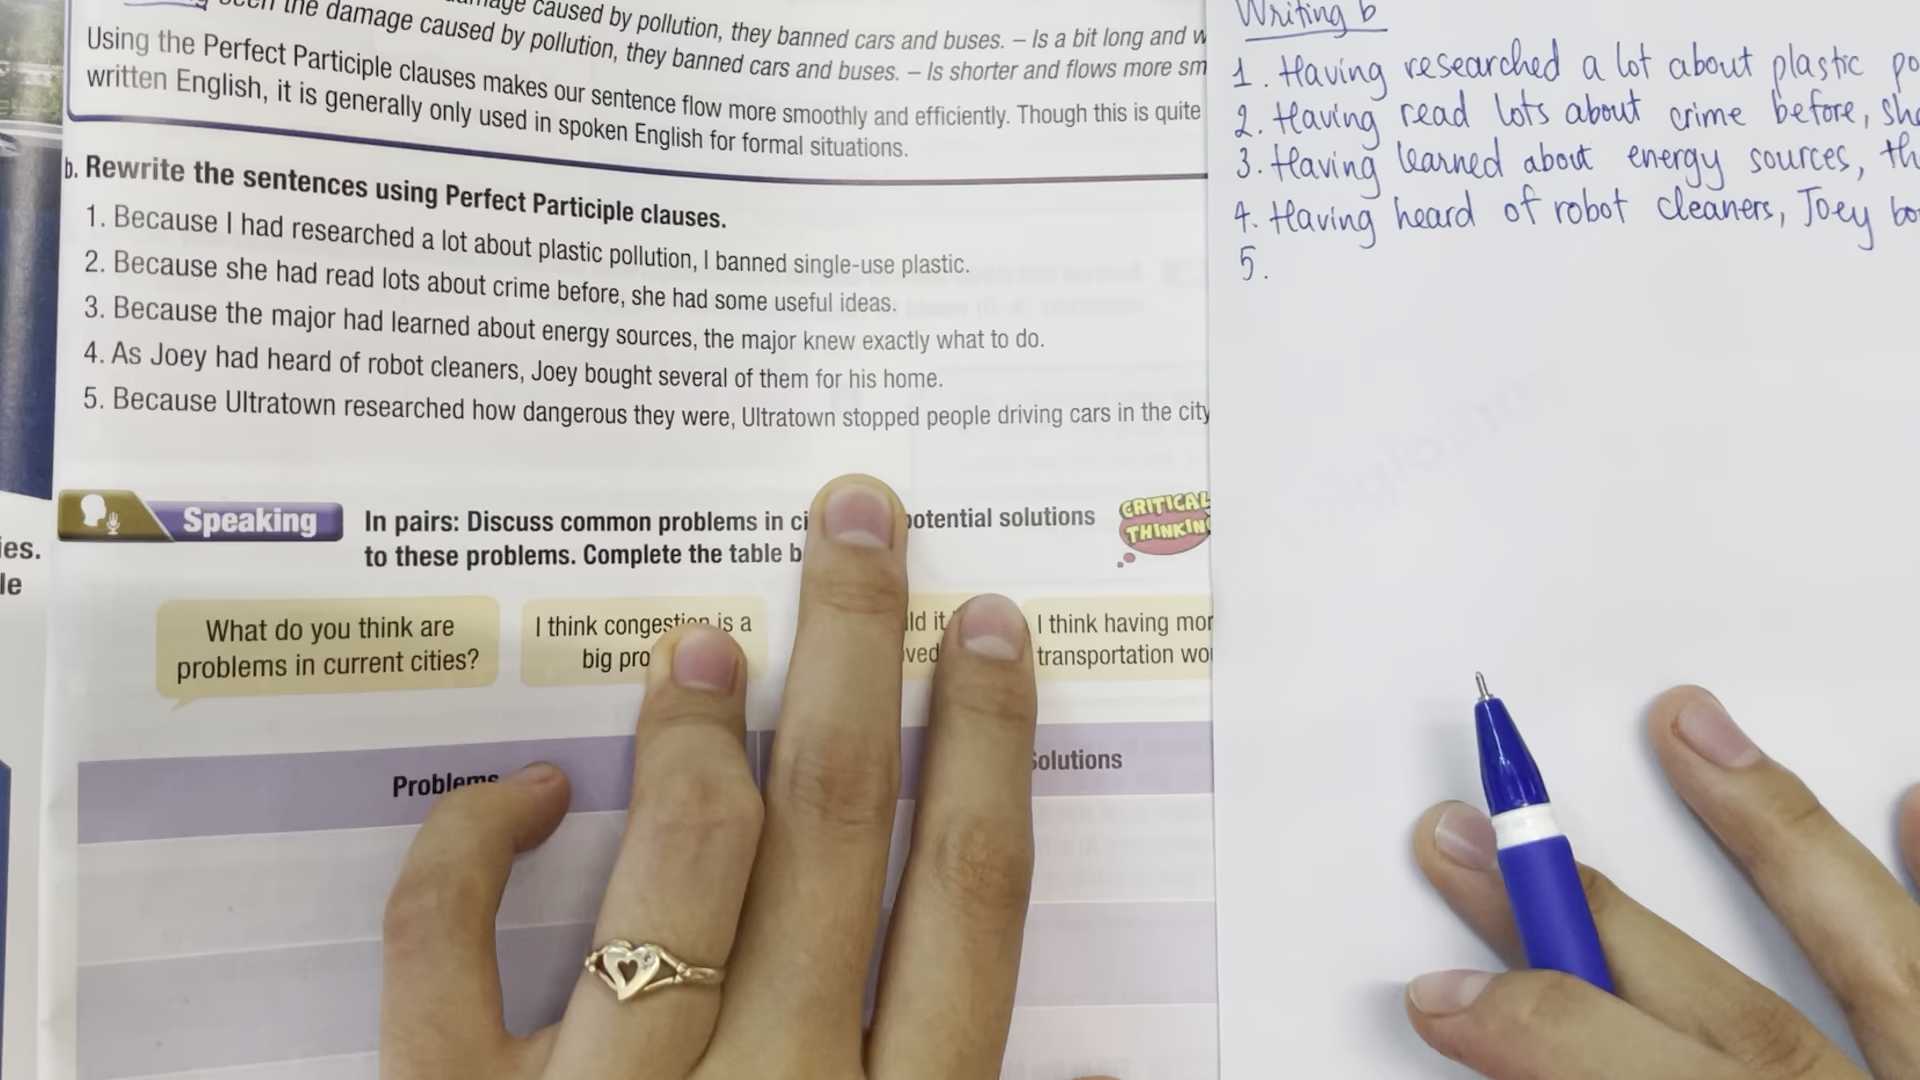 caused by pollution, they banned cars and buses. – Is a bit long and
the damage caused by pollution, they banned cars and buses. – Is shorter and flows more
Using the Perfect Participle clauses makes our sentence flow more smoothly and efficiently. Though this is quite
written English, it is generally only used in spoken English for formal situations.
b. Rewrite the sentences using Perfect Participle clauses.
1. Because I had researched a lot about plastic pollution, I banned single-use plastic.
2. Because she had read lots about crime before, she had some useful ideas.
3. Because the major had learned about energy sources, the major knew exactly what to do.
4. As Joey had heard of robot cleaners, Joey bought several of them for his home.
5. Because Ultratown researched how dangerous they were, Ultratown stopped people driving cars in the city
Speaking
In pairs: Discuss common problems in potential solutions
to these problems. Complete the table
CRITICAL
THINKING
What do you think are
problems in current cities?
I think congestion is a
big
it
I think having
transportation
Problems
Solutions
Writing b
1. Having researched a lot about plastic
2. Having read lots about crime before,
3. Having learned about energy sources,
4. Having heard of robot cleaners, Joey
5.